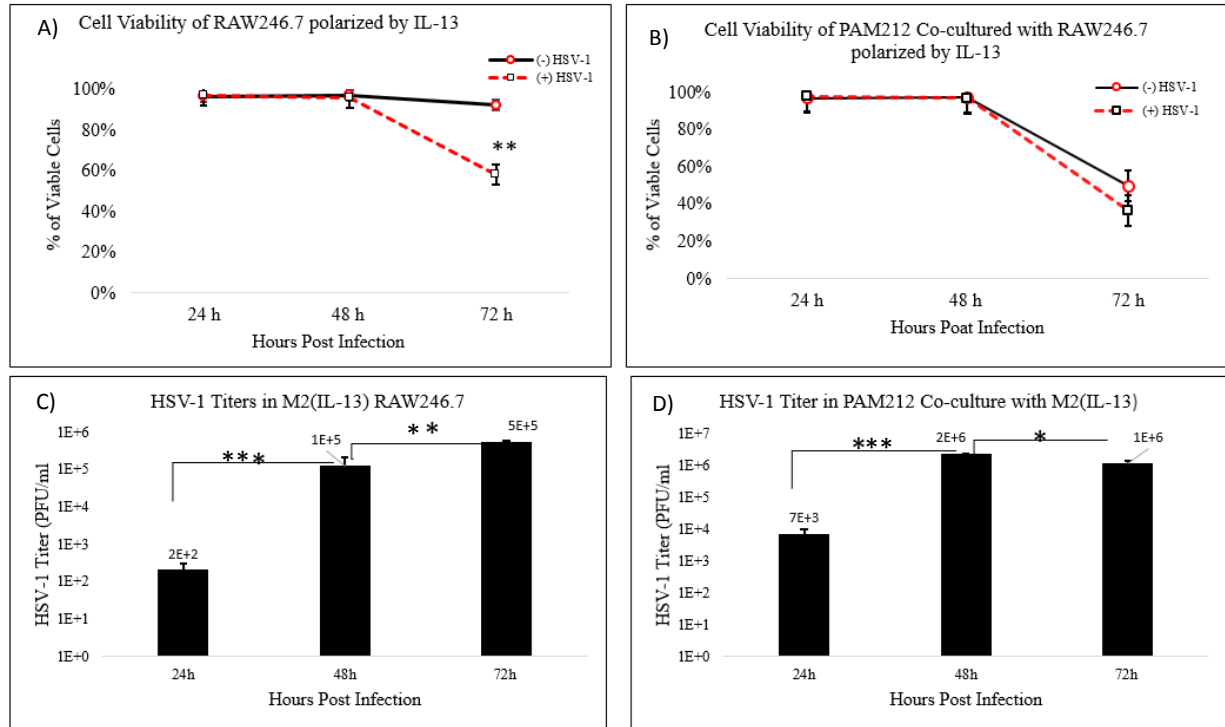 A)
Cell Viability of RAW246.7 polarized by IL-13
(-) HSV-1
(+) HSV-1
100%
80%
60%
40%
20%
0%
% of Viable Cells
**
24 h
48 h
72 h
Hours Post Infection
B)
Cell Viability of PAM212 Co-cultured with RAW246.7
polarized by IL-13
(-) HSV-1
(+) HSV-1
100%
80%
60%
40%
20%
0%
% of Viable Cells
24 h
48 h
72 h
Hours Poat Infection
C)
HSV-1 Titers in M2(IL-13) RAW246.7
1E+6
1E+5
1E+4
1E+3
1E+2
1E+1
1E+0
HSV-1 Titer (PFU/ml
2E+2
***
1E+5
**
5E+5
24h
48h
72h
Hours Post Infection
D)
HSV-1 Titer in PAM212 Co-culture with M2(IL-13)
1E+7
1E+6
1E+5
1E+4
1E+3
1E+2
1E+1
1E+0
HSV-1 Titer (PFU/ml
7E+3
***
2E+6
*
1E+6
24h
48h
72h
Hours Post Infection